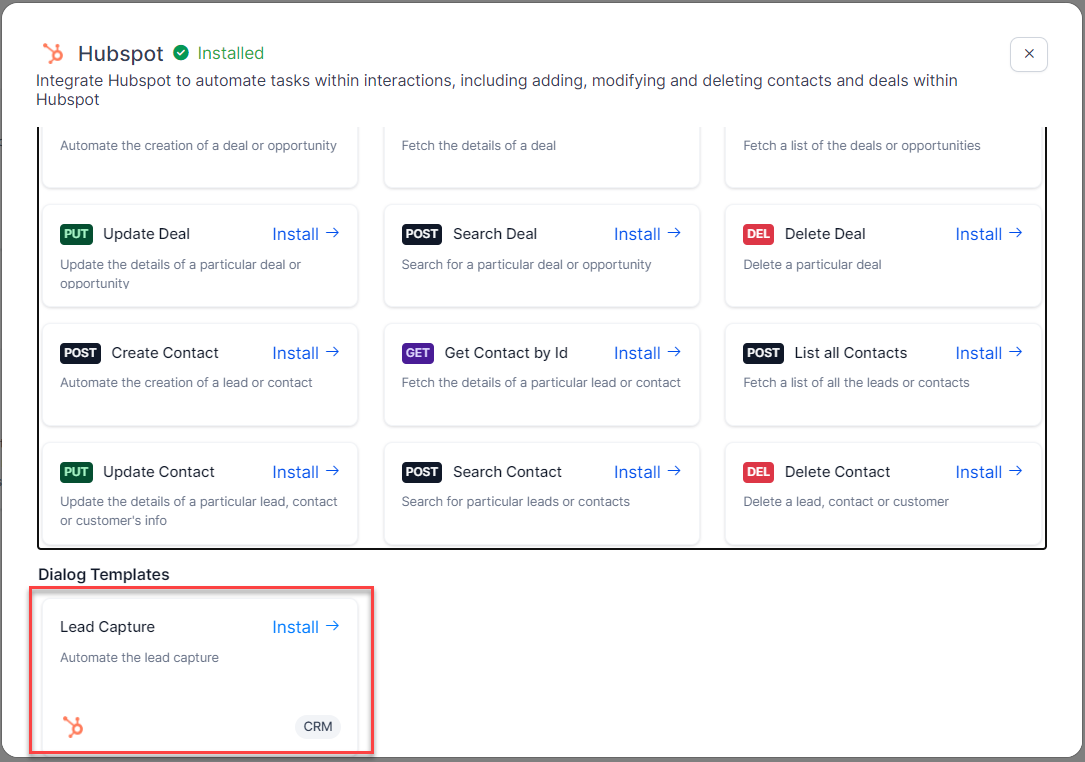 Hubspot Installed
Integrate Hubspot to automate tasks within interactions, including adding, modifying and deleting contacts and deals within
Hubspot
Automate the creation of a deal or opportunity
Fetch the details of a deal
Fetch a list of the deals or opportunities
PUT Update Deal Install →
Update the details of a particular deal or
opportunity
POST Search Deal Install →
Search for a particular deal or opportunity
DEL Delete Deal Install →
Delete a particular deal
POST Create Contact Install →
Automate the creation of a lead or contact
GET Get Contact by Id Install →
Fetch the details of a particular lead or contact
POST List all Contacts Install →
Fetch a list of all the leads or contacts
PUT Update Contact Install →
Update the details of a particular lead, contact
or customer's info
POST Search Contact Install →
Search for particular leads or contacts
DEL Delete Contact Install →
Delete a lead, contact or customer
Dialog Templates
Lead Capture Install →
Automate the lead capture
CRM